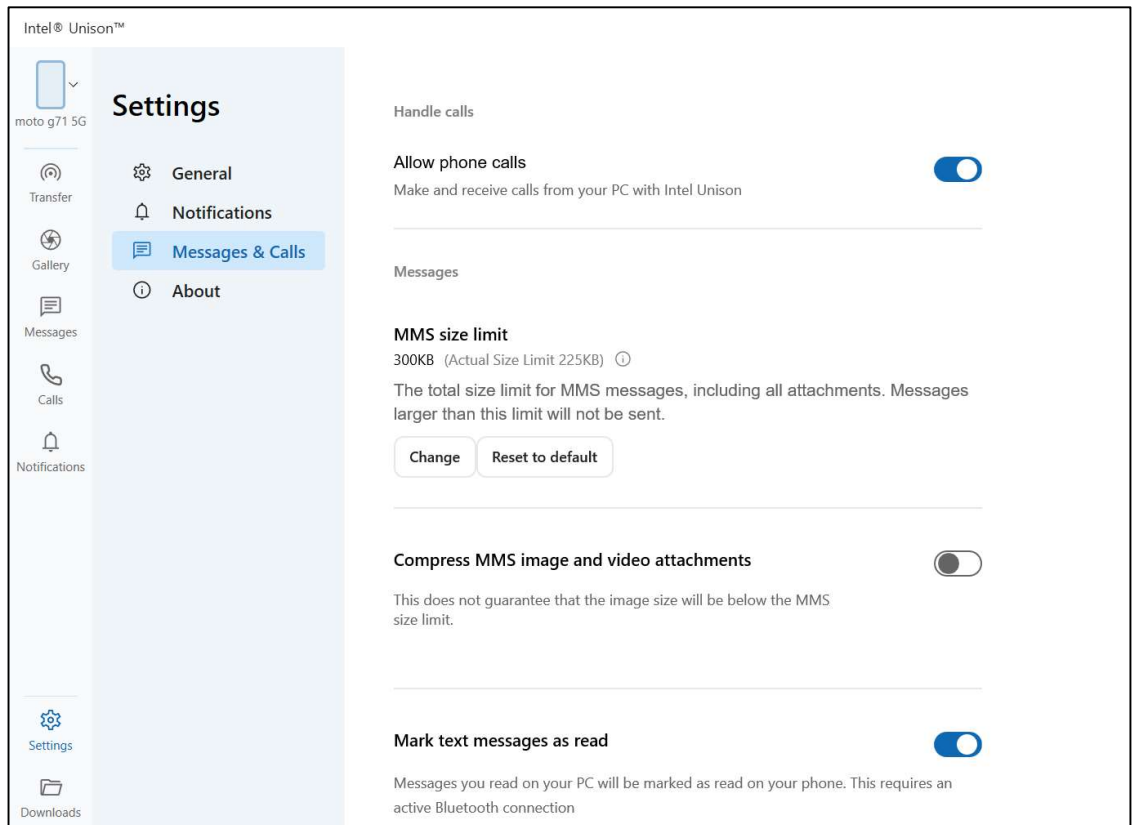 Intel® Unison™
moto g71 5G
Transfer
Gallery
Messages
Calls
Notifications
Settings
Downloads
Settings
General
Notifications
Messages & Calls
About
Handle calls
Allow phone calls
Make and receive calls from your PC with Intel Unison
Messages
MMS size limit
300KB (Actual Size Limit 225KB)
The total size limit for MMS messages, including all attachments. Messages
larger than this limit will not be sent.
Change
Reset to default
Compress MMS image and video attachments
This does not guarantee that the image size will be below the MMS
size limit.
Mark text messages as read
Messages you read on your PC will be marked as read on your phone. This requires an
active Bluetooth connection